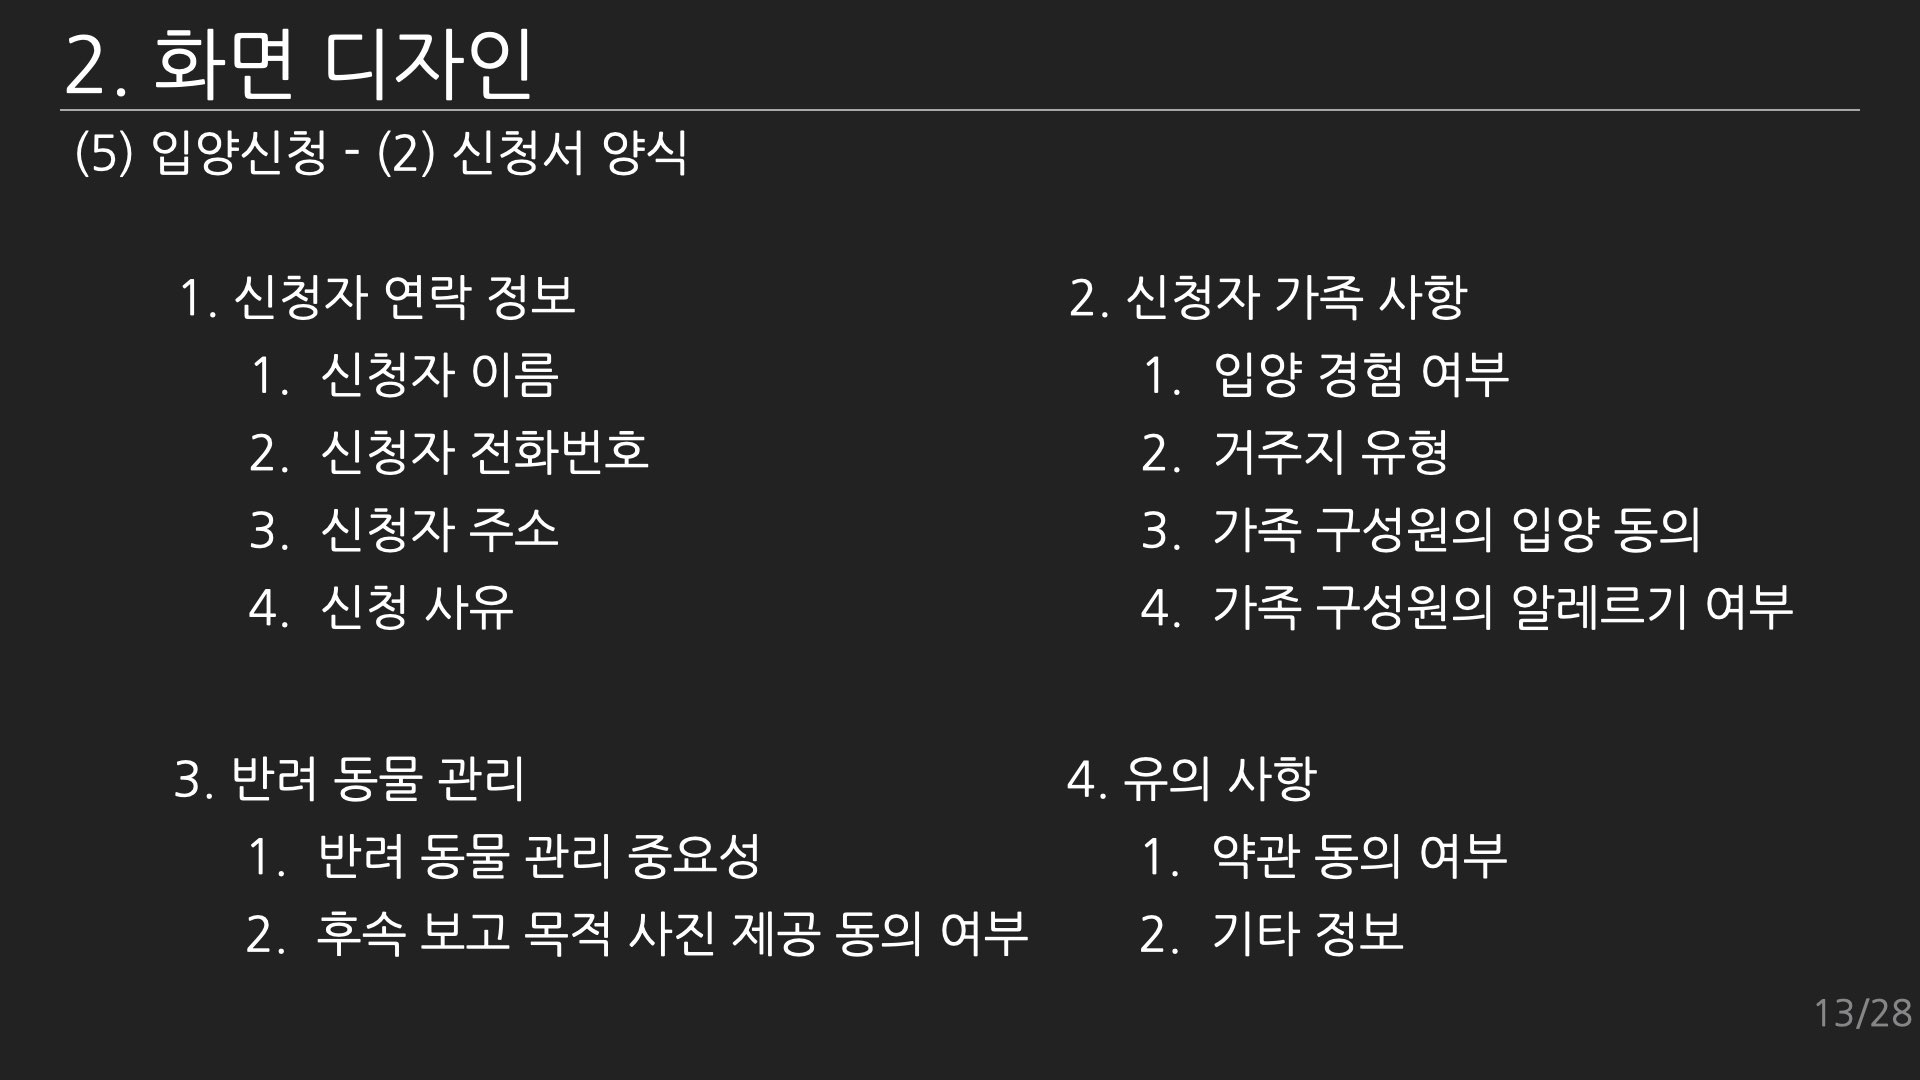 2. 화면 디자인
(5) 입양신청 - (2) 신청서 양식
1. 신청자 연락 정보
1. 신청자 이름
2. 신청자 전화번호
3. 신청자 주소
4. 신청 사유
2. 신청자 가족 사항
1. 입양 경험 여부
2. 거주지 유형
3. 가족 구성원의 입양 동의
4. 가족 구성원의 알레르기 여부
3. 반려 동물 관리
1. 반려 동물 관리 중요성
2. 후속 보고 목적 사진 제공 동의 여부
4. 유의 사항
1. 약관 동의 여부
2. 기타 정보
13/28